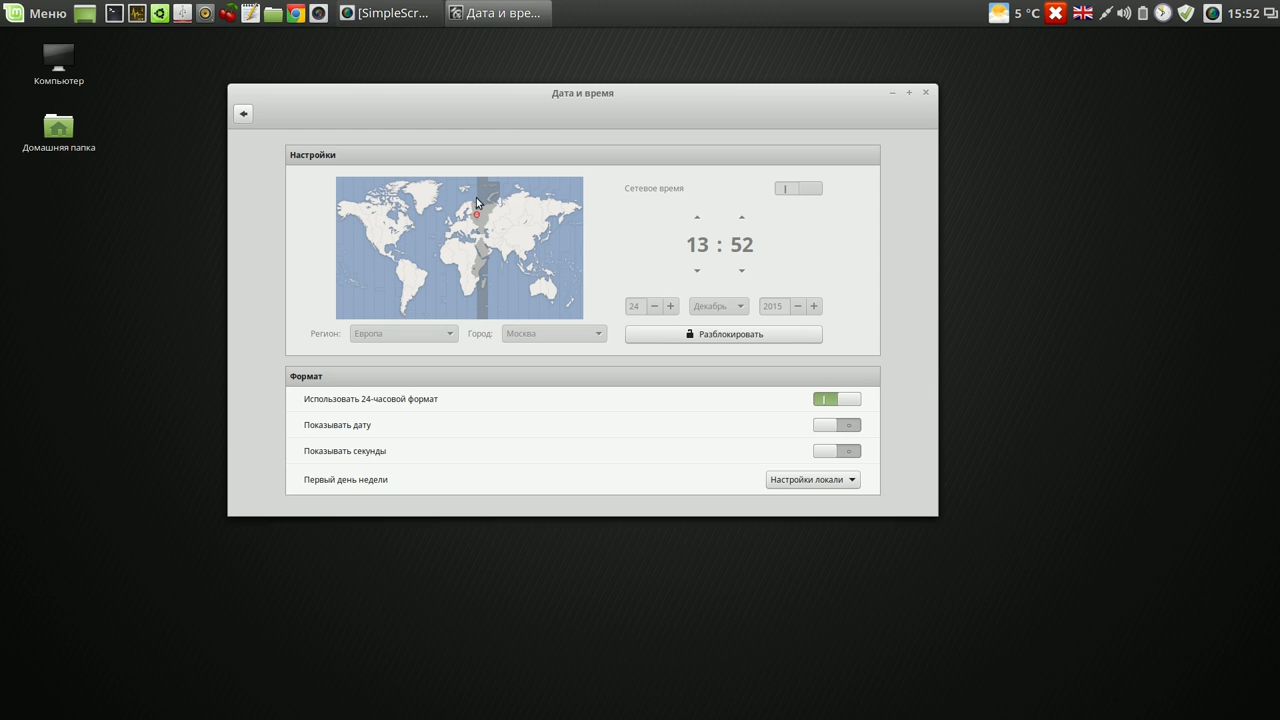 Меню
[SimpleScr...
Дата и вре...
5 °C
15:52
Компьютер
Домашняя папка
Дата и время
Настройки
Сетевое время
13 : 52
24
Декабрь
2015
Регион:
Европа
Город:
Москва
Разблокировать
Формат
Использовать 24-часовой формат
Показывать дату
Показывать секунды
Первый день недели
Настройки локали